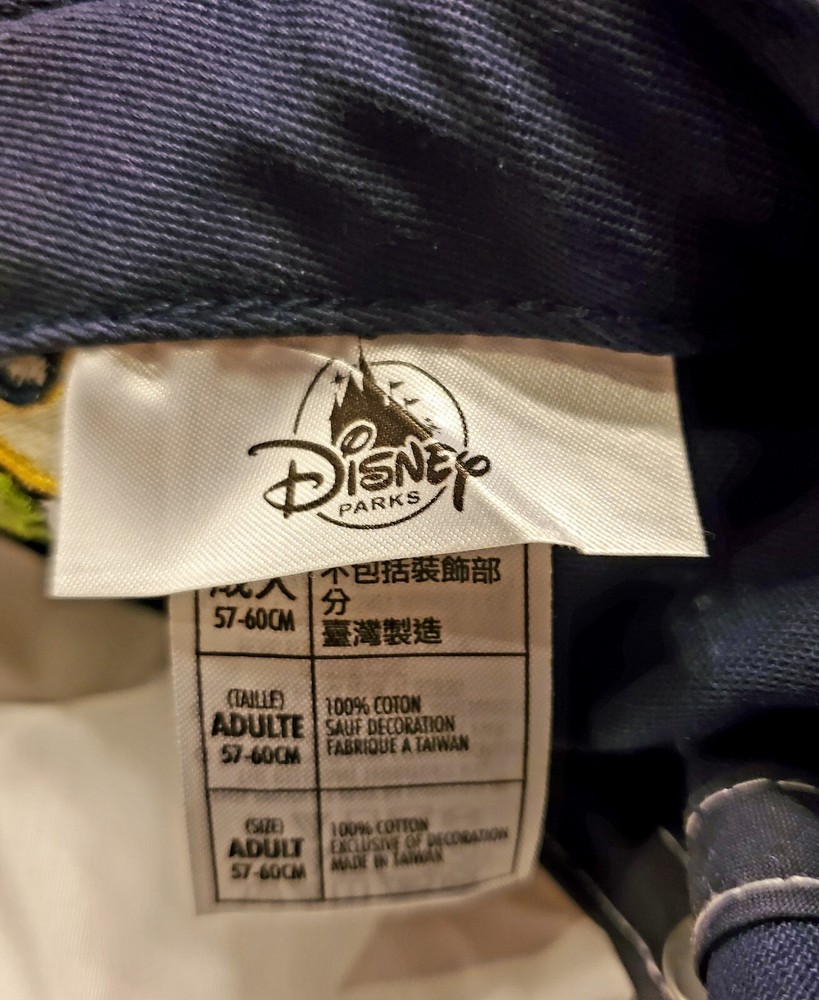 DISNEY
PARKS
成人
57-60CM
不包括裝飾部
分
臺灣製造
(TAILLE)
ADULTE
57-60CM
100% COTON
SAUF DECORATION
FABRIQUE A TAIWAN
(SIZE)
ADULT
57-60CM
100% COTTON
EXCLUSIVE OF DECORATION
MADE IN TAIWAN